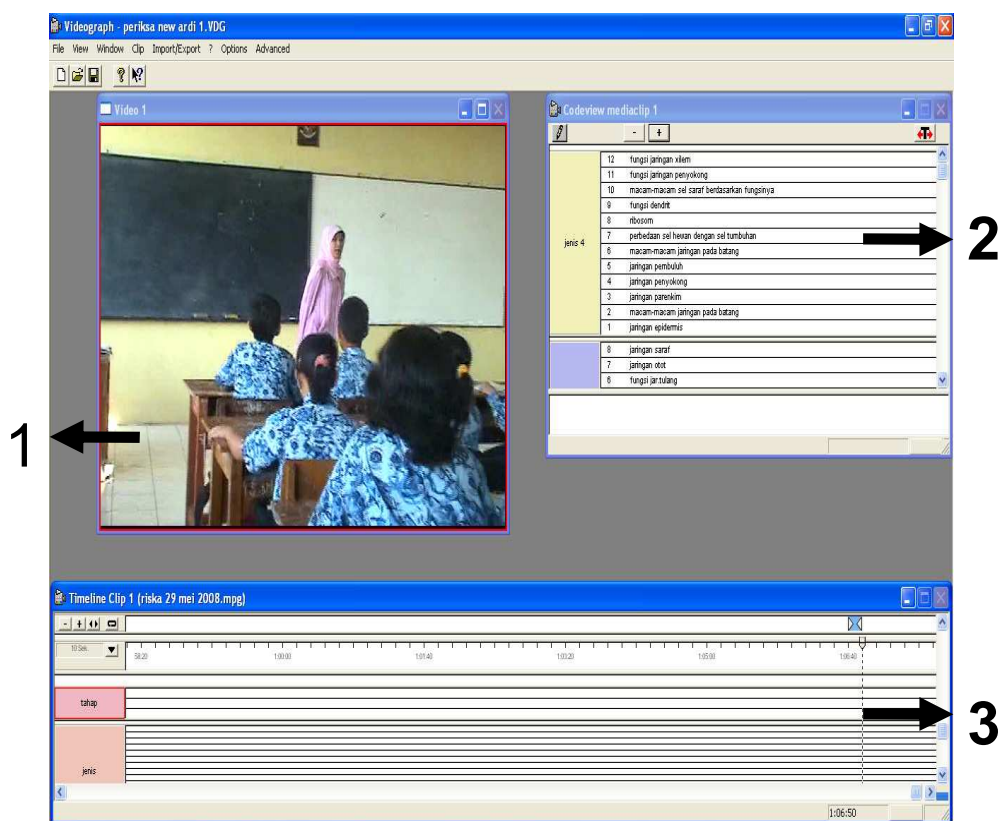 Videograph - periksa new ardi 1.VDG
File View Window Clip Import/Export ? Options Advanced
Video 1
Codeview mediaclip 1
- +
12 fungsi jaringan xilem
11 fungsi jaringan penyokong
10 macam-macam sel saraf berdasarkan fungsinya
9 fungsi dendrit
8 ribosom
jenis 4 7 perbedaan sel hewan dengan sel tumbuhan
6 macam-macam jaringan pada batang
5 jaringan pembuluh
4 jaringan penyokong
3 jaringan parenkim
2 macam-macam jaringan pada batang
1 jaringan epidermis
8 jaringan saraf
7 jaringan otot
6 fungsi jar.tulang
2
1
Timeline Clip 1 (riska 29 mei 2008.mpg)
10 Sek.
58:20 1:00:00 1:01:40 1:03:20 1:05:00 1:06:40
tahap
3
jenis
1:06:50